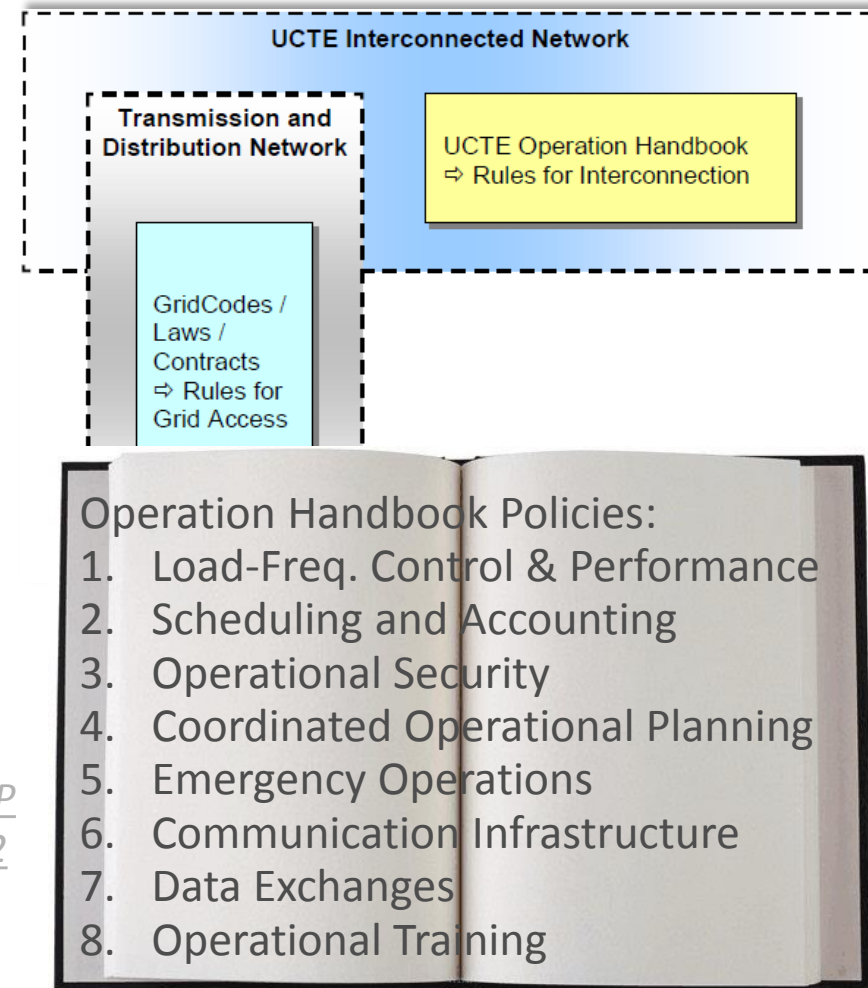 UCTE Interconnected Network
Transmission and
Distribution Network
UCTE Operation Handbook
⇨ Rules for Interconnection
GridCodes /
Laws /
Contracts
⇨ Rules for
Grid Access
Operation Handbook Policies:
1. Load-Freq. Control & Performance
2. Scheduling and Accounting
3. Operational Security
4. Coordinated Operational Planning
5. Emergency Operations
6. Communication Infrastructure
7. Data Exchanges
8. Operational Training
P
2